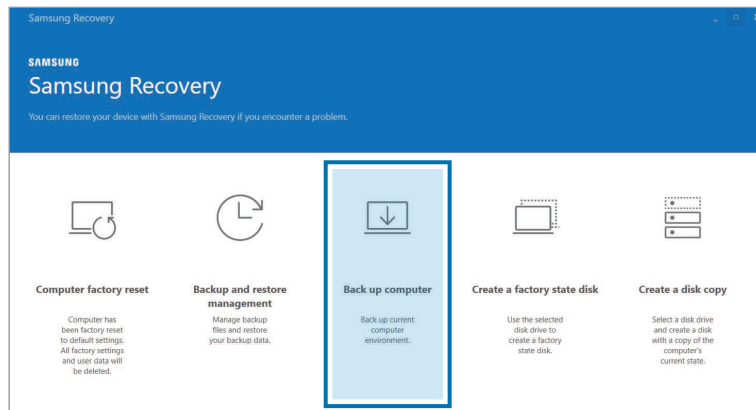 Samsung Recovery
SAMSUNG
Samsung Recovery
You can restore your device with Samsung Recovery if you encounter a problem.
Computer factory reset
Computer has
been factory reset
to default settings.
All factory settings
and user data will
be deleted.
Backup and restore
management
Manage backup
files and restore
your backup data.
Back up computer
Back up current
computer
environment.
Create a factory state disk
Use the selected
disk drive to
create a factory
state disk.
Create a disk copy
Select a disk drive
and create a disk
with a copy of the
computer's
current state.